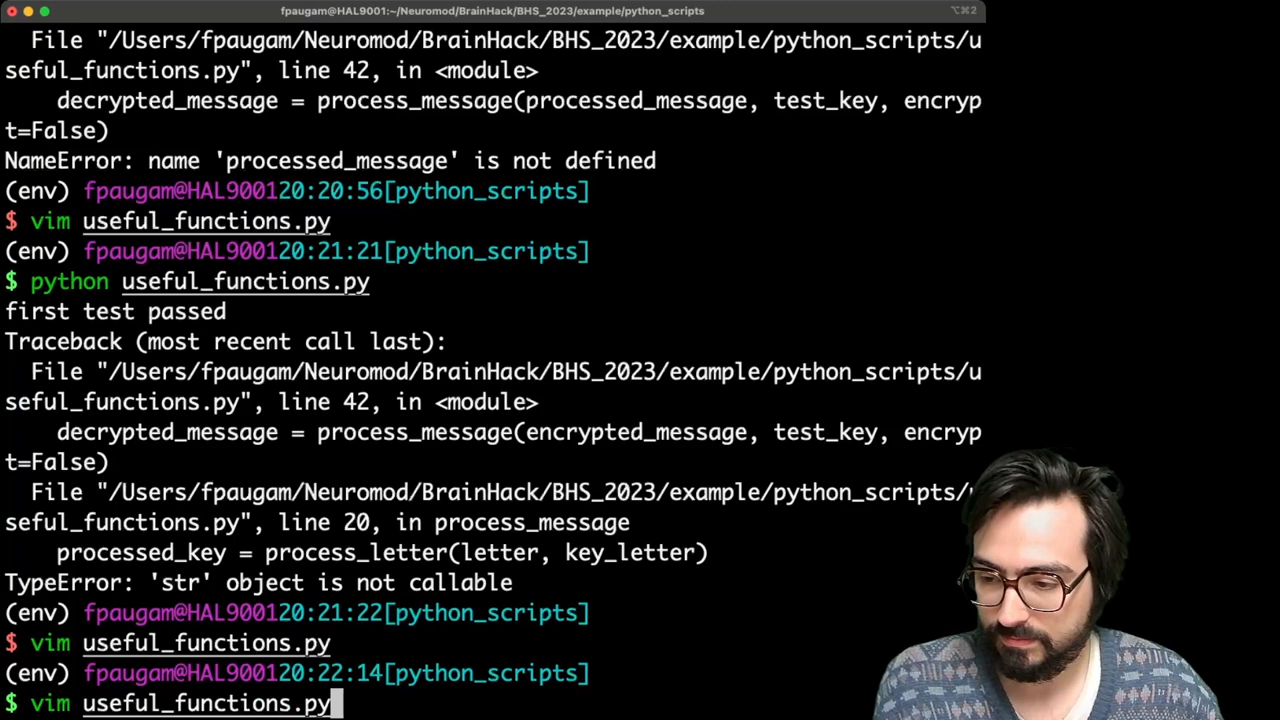 fpaugam@HAL9001:~/Neuromod/BrainHack/BHS_2023/example/python_scripts
⌥⌘2
File "/Users/fpaugam/Neuromod/BrainHack/BHS_2023/example/python_scripts/u
seful_functions.py", line 42, in <module>
decrypted_message = process_message(processed_message, test_key, encryp
t=False)
NameError: name 'processed_message' is not defined
(env) fpaugam@HAL900120:20:56[python_scripts]
$ vim useful_functions.py
(env) fpaugam@HAL900120:21:21[python_scripts]
$ python useful_functions.py
first test passed
Traceback (most recent call last):
File "/Users/fpaugam/Neuromod/BrainHack/BHS_2023/example/python_scripts/u
seful_functions.py", line 42, in <module>
decrypted_message = process_message(encrypted_message, test_key, encryp
t=False)
File "/Users/fpaugam/Neuromod/BrainHack/BHS_2023/example/python_scripts/u
seful_functions.py", line 20, in process_message
processed_key = process_letter(letter, key_letter)
TypeError: 'str' object is not callable
(env) fpaugam@HAL900120:21:22[python_scripts]
$ vim useful_functions.py
(env) fpaugam@HAL900120:22:14[python_scripts]
$ vim useful_functions.py